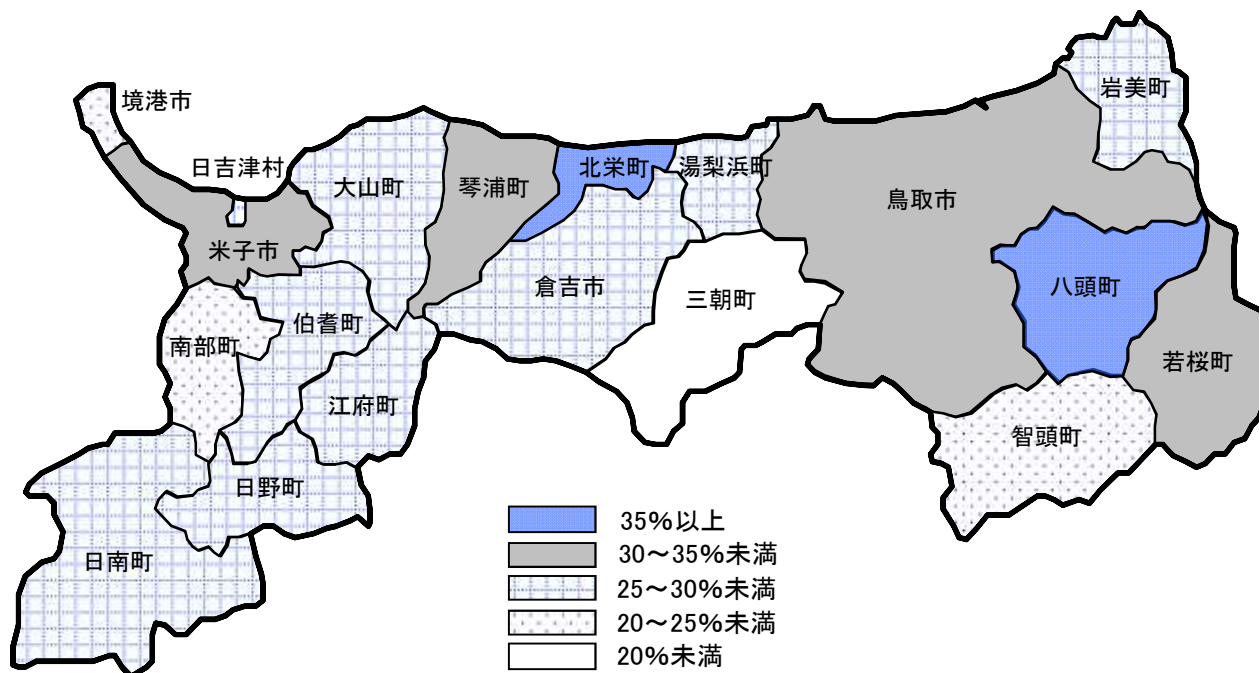 境港市
岩美町
日吉津村
大山町
琴浦町
北栄町
湯梨浜町
鳥取市
米子市
倉吉市
三朝町
八頭町
伯耆町
南部町
若桜町
江府町
智頭町
日野町
日南町
35%以上
30～35%未満
25～30%未満
20～25%未満
20%未満